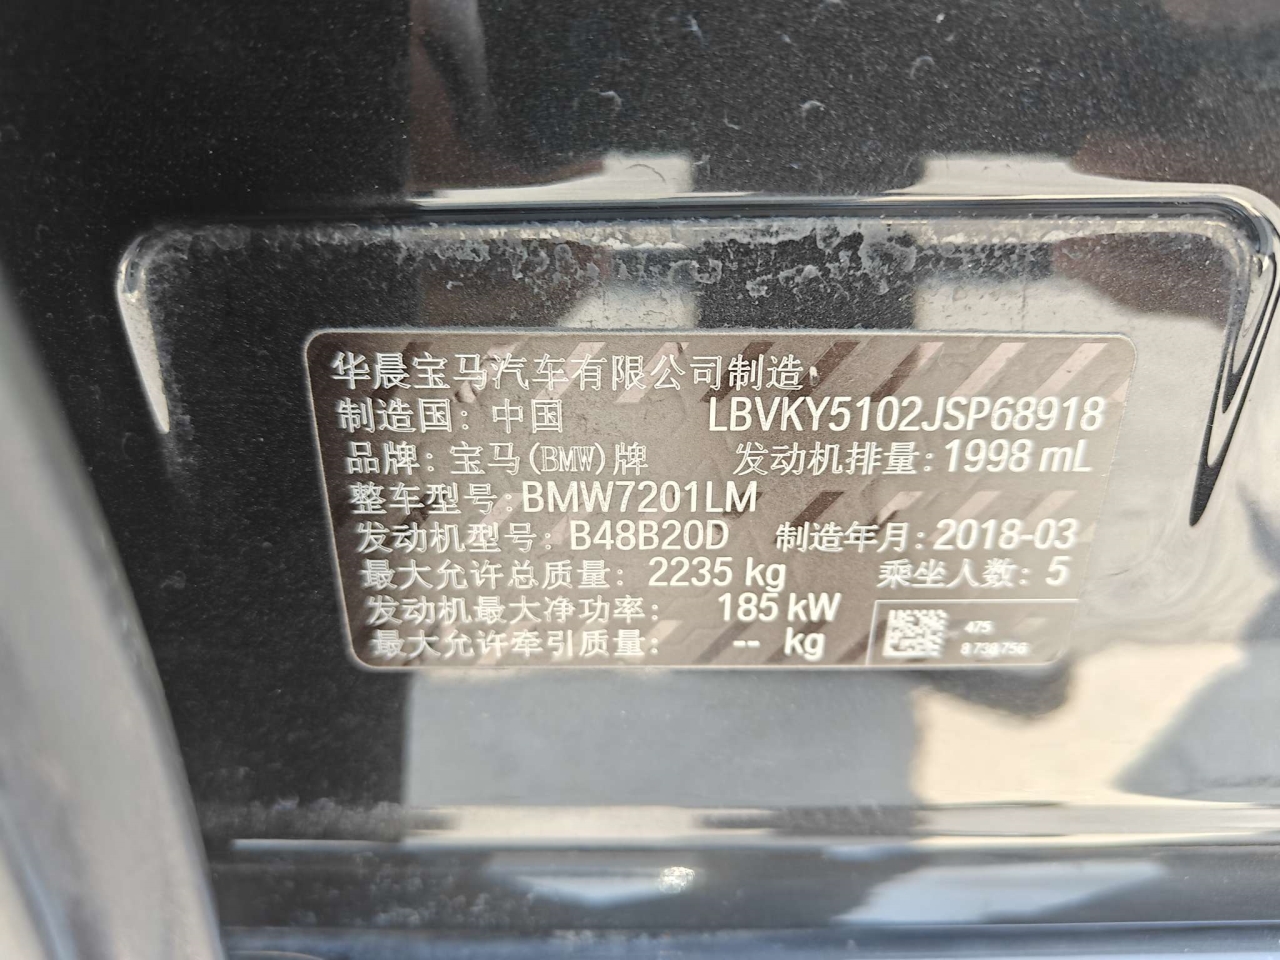 华晨宝马汽车有限公司制造
制造国: 中国 LBVKY5102JSP68918
品牌: 宝马(BMW)牌 发动机排量: 1998 mL
整车型号: BMW7201LM
发动机型号: B48B20D 制造年月: 2018-03
最大允许总质量: 2235 kg 乘坐人数: 5
发动机最大净功率: 185 kW
最大允许牵引质量: -- kg
475
8738756